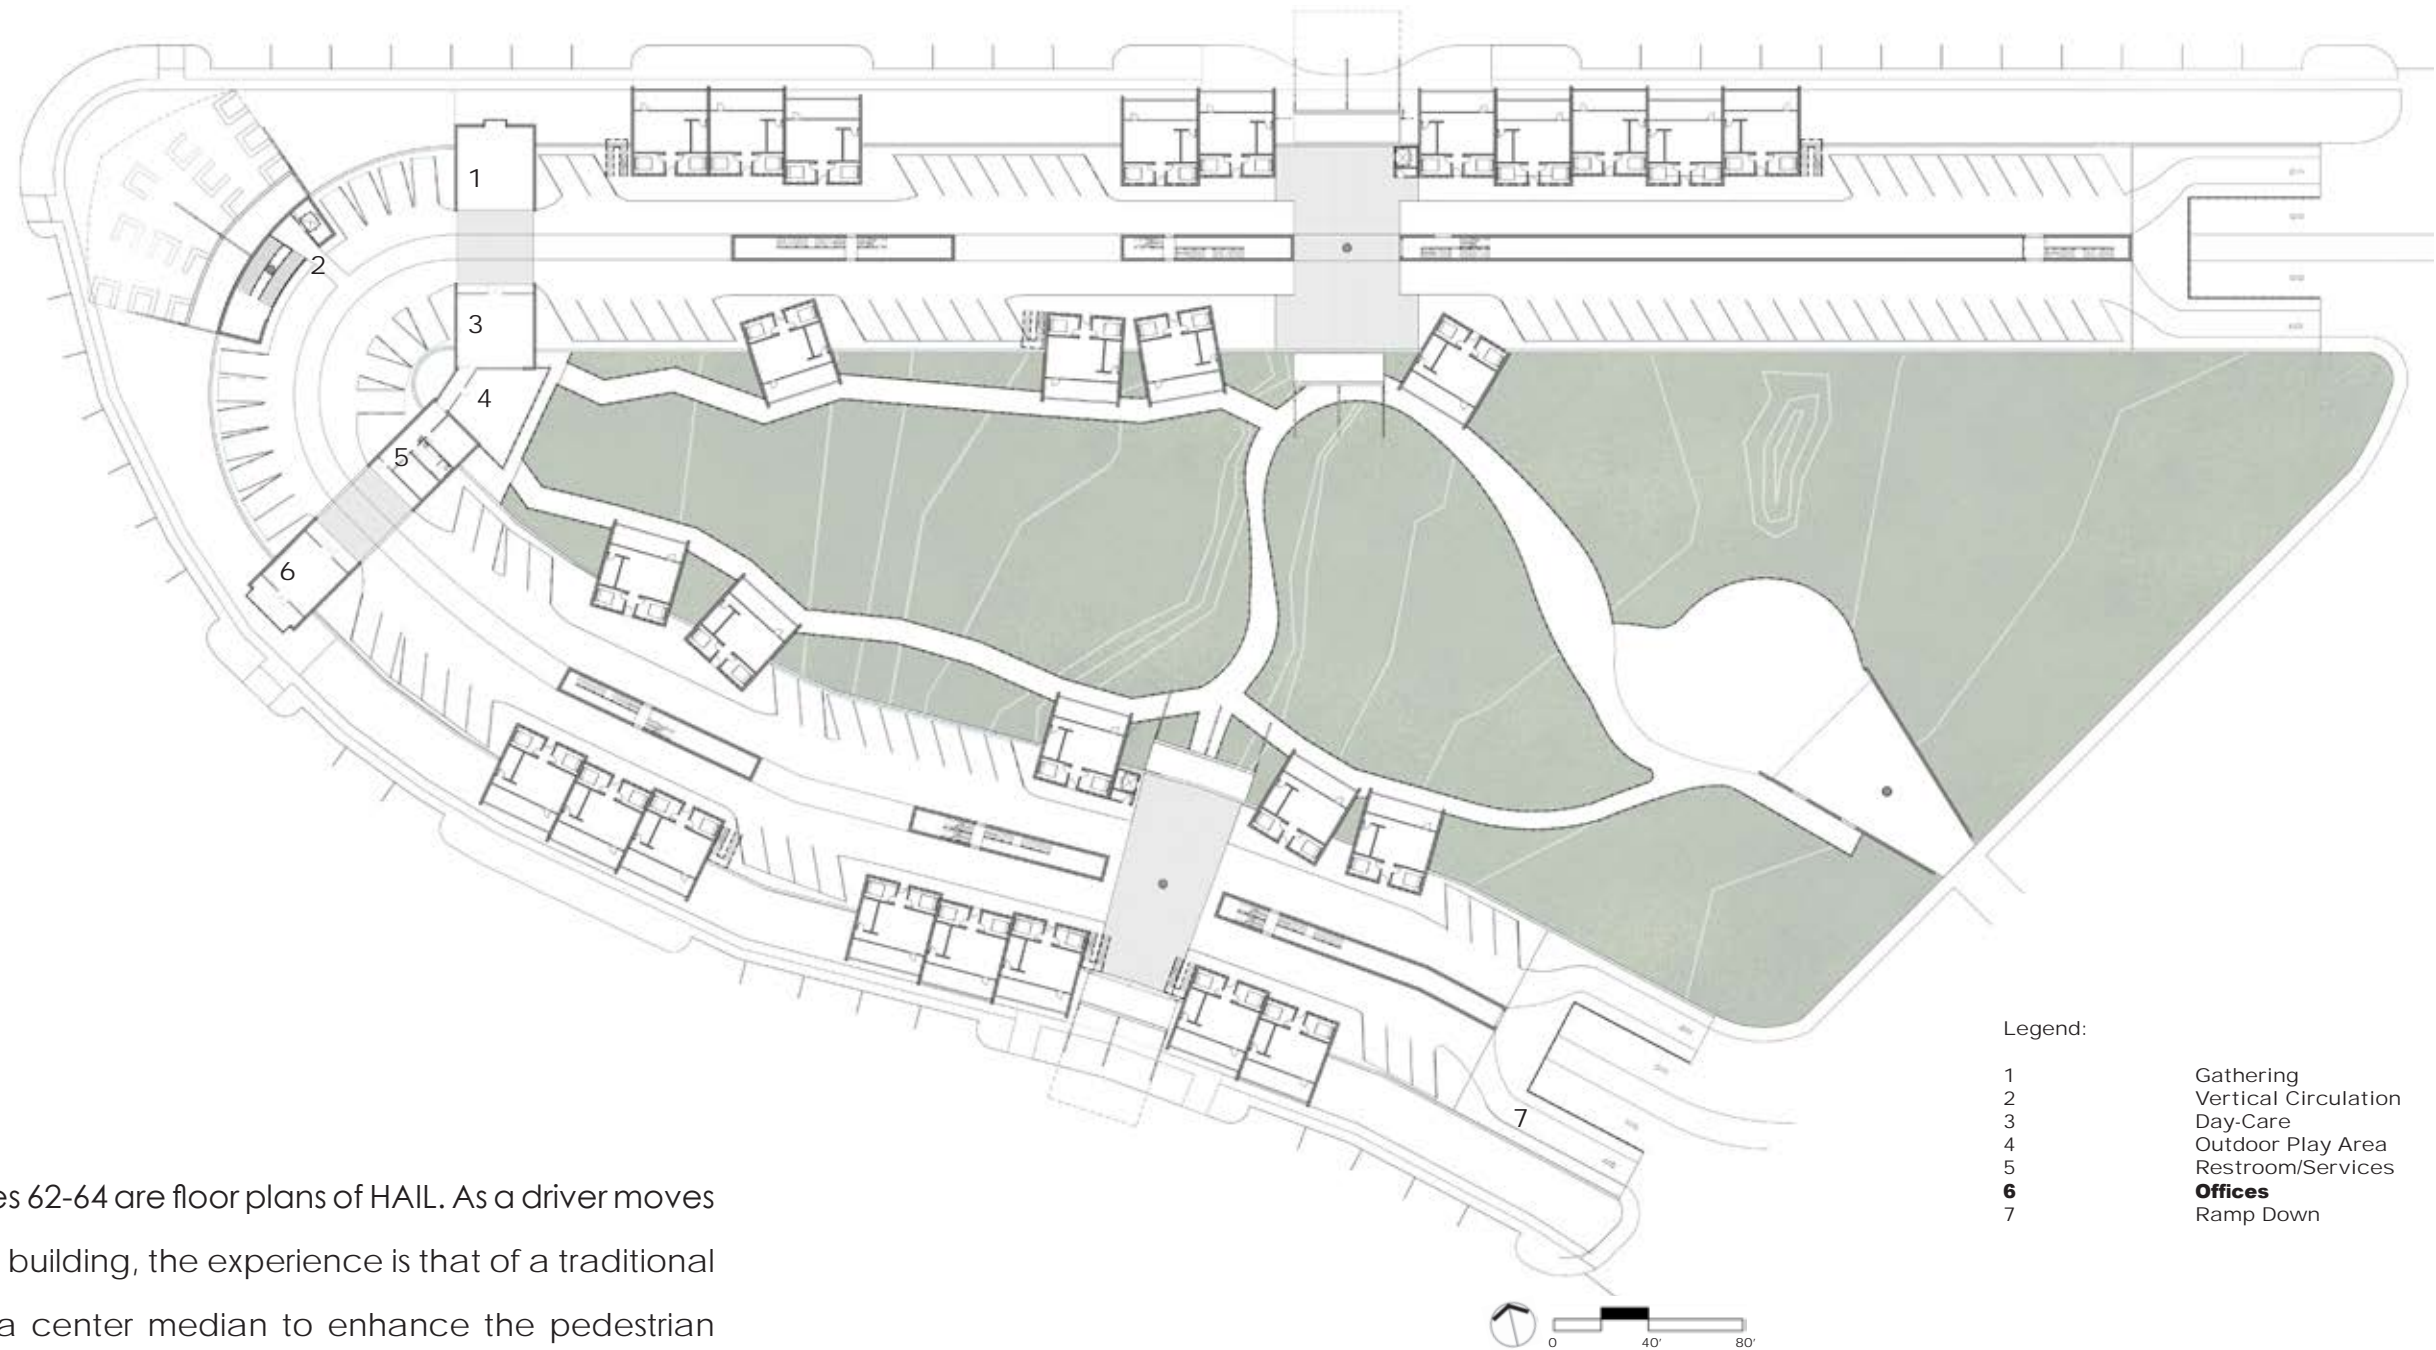 1
2
3
4
5
6
7
Legend:
1 Gathering
2 Vertical Circulation
3 Day-Care
4 Outdoor Play Area
5 Restroom/Services
6 Offices
7 Ramp Down
es 62-64 are floor plans of HAIL. As a driver moves
building, the experience is that of a traditional
a center median to enhance the pedestrian
0 40' 80'